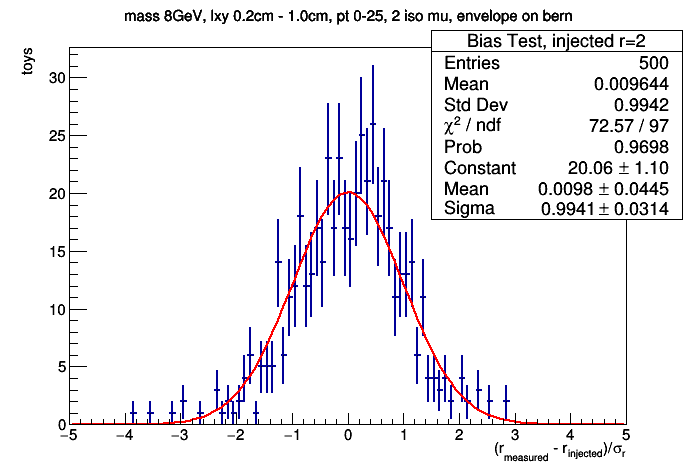 mass 8GeV, lxy 0.2cm - 1.0cm, pt 0-25, 2 iso mu, envelope on bern
Bias Test, injected r=2
Entries 500
Mean 0.009644
Std Dev 0.9942
χ² / ndf 72.57 / 97
Prob 0.9698
Constant 20.06 ± 1.10
Mean 0.0098 ± 0.0445
Sigma 0.9941 ± 0.0314
toys
30
25
20
15
10
5
0
−5 −4 −3 −2 −1 0 1 2 3 4 5
(r_measured - r_injected)/σ_r